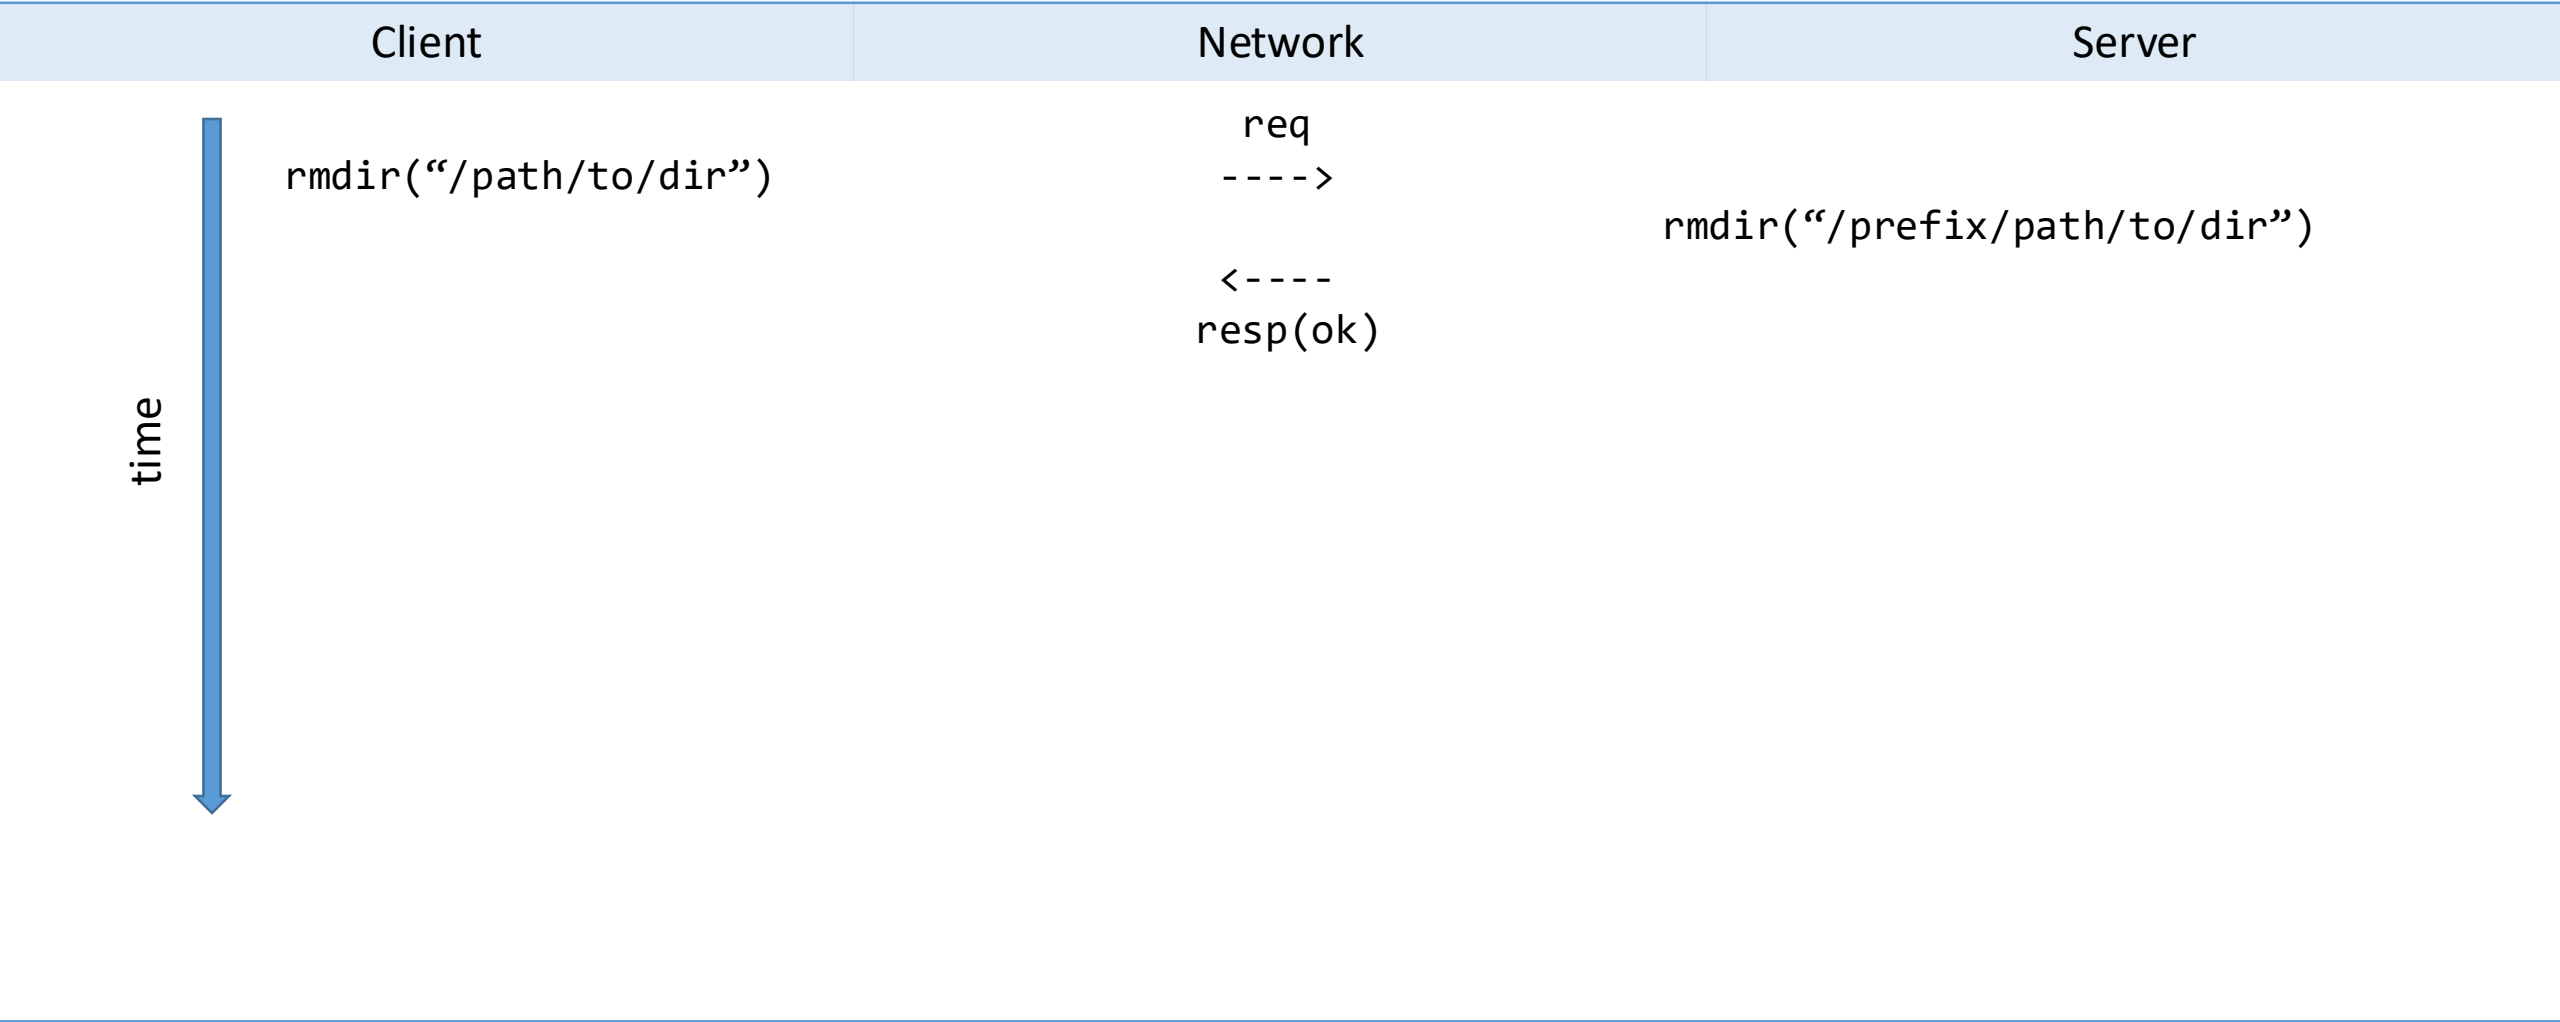 Client Network Server
req
rmdir(“/path/to/dir”) ---->
rmdir(“/prefix/path/to/dir”)
<----
resp(ok)
time